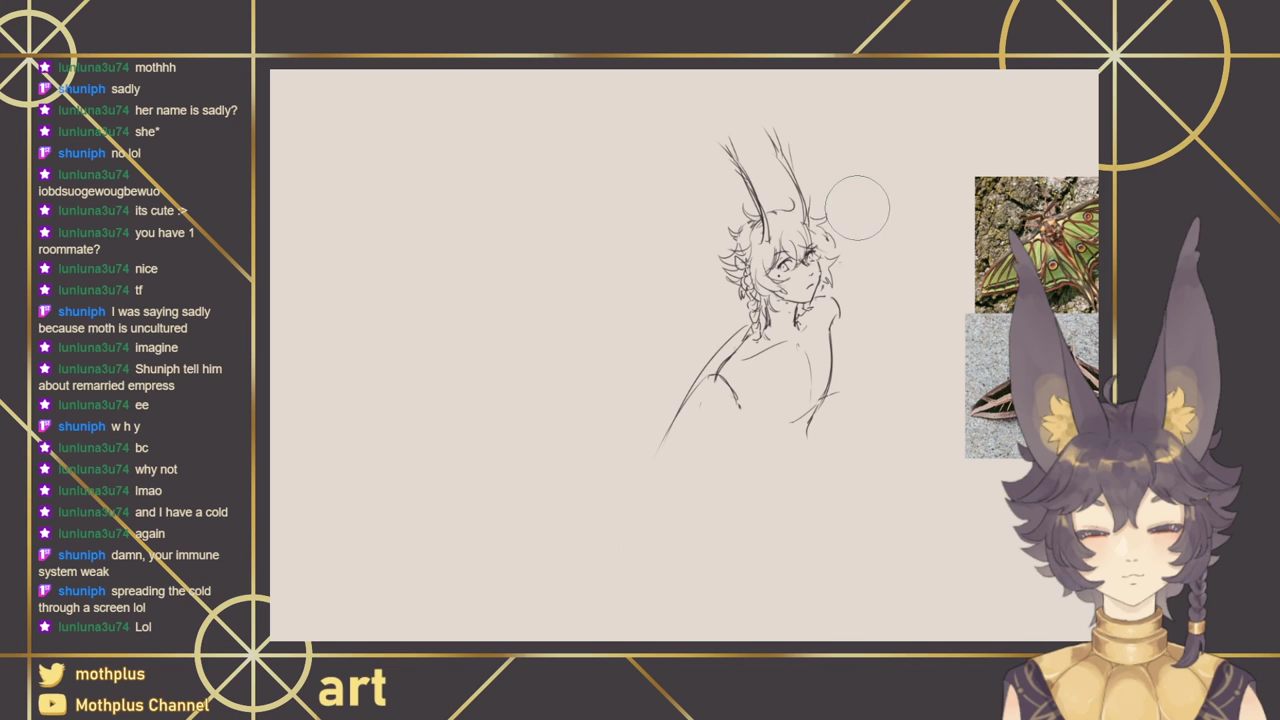 lunluna3u74 mothhh
shuniph sadly
lunluna3u74 her name is sadly?
lunluna3u74 she*
shuniph no lol
lunluna3u74
iobdsuogewougbewuo
lunluna3u74 its cute :>
lunluna3u74 you have 1
roommate?
lunluna3u74 nice
lunluna3u74 tf
shuniph I was saying sadly
because moth is uncultured
lunluna3u74 imagine
lunluna3u74 Shuniph tell him
about remarried empress
lunluna3u74 ee
shuniph w h y
lunluna3u74 bc
lunluna3u74 why not
lunluna3u74 lmao
lunluna3u74 and I have a cold
lunluna3u74 again
shuniph damn, your immune
system weak
shuniph spreading the cold
through a screen lol
lunluna3u74 Lol
mothplus
Mothplus Channel
art